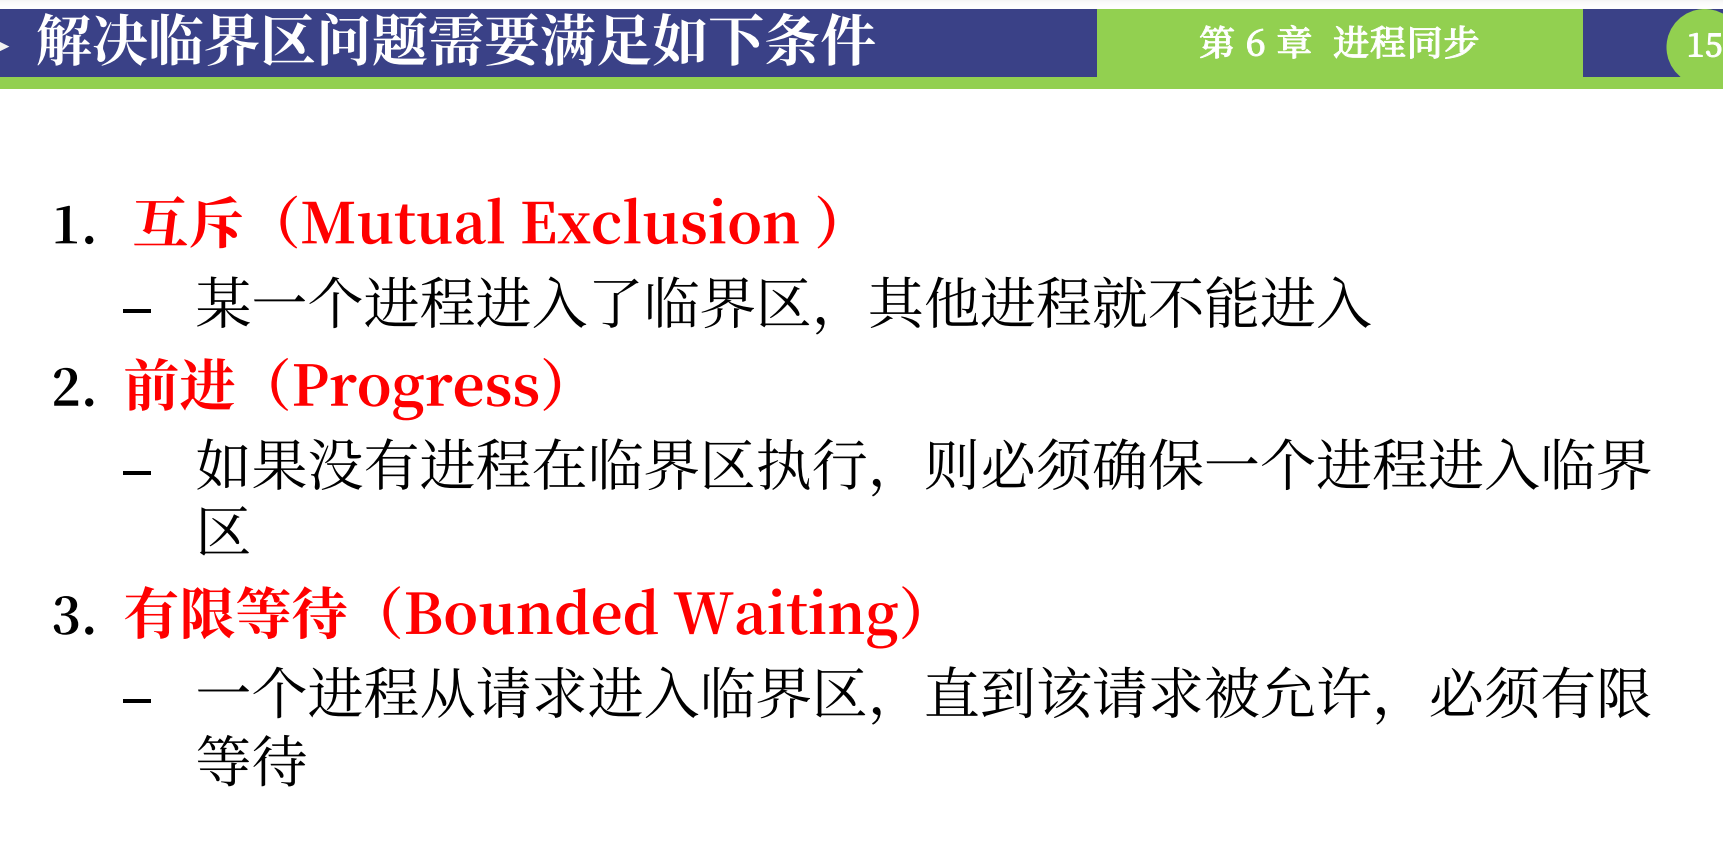 解决临界区问题需要满足如下条件
第 6 章  进程同步
15
1. 互斥（Mutual Exclusion ）
– 某一个进程进入了临界区，其他进程就不能进入
2. 前进（Progress）
– 如果没有进程在临界区执行，则必须确保一个进程进入临界
区
3. 有限等待（Bounded Waiting）
– 一个进程从请求进入临界区，直到该请求被允许，必须有限
等待